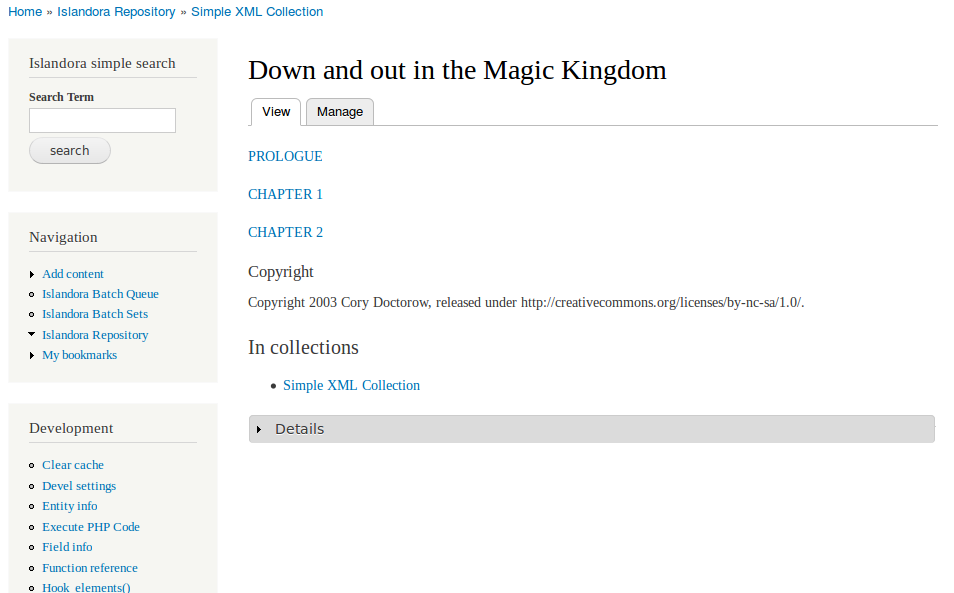 Home » Islandora Repository » Simple XML Collection
Islandora simple search
Search Term
search
Navigation
Add content
Islandora Batch Queue
Islandora Batch Sets
Islandora Repository
My bookmarks
Development
Clear cache
Devel settings
Entity info
Execute PHP Code
Field info
Function reference
Hook_elements()
Down and out in the Magic Kingdom
View Manage
PROLOGUE
CHAPTER 1
CHAPTER 2
Copyright
Copyright 2003 Cory Doctorow, released under http://creativecommons.org/licenses/by-nc-sa/1.0/.
In collections
Simple XML Collection
Details